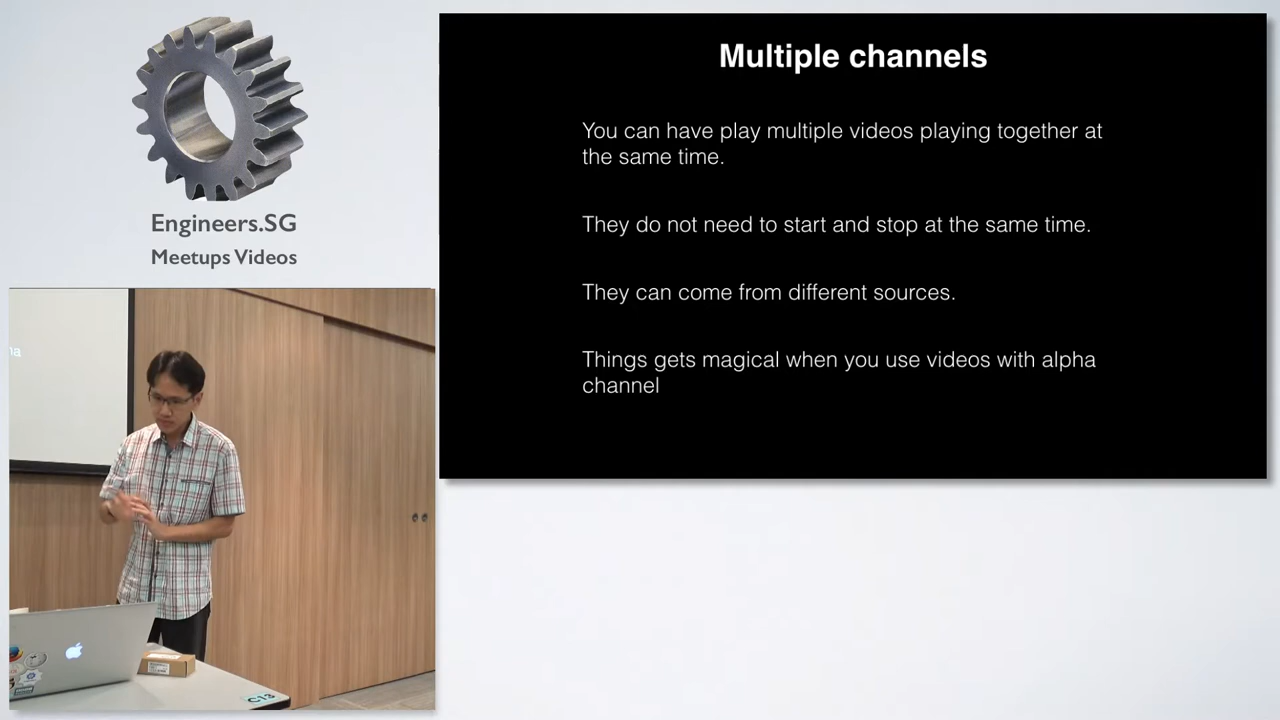 Engineers.SG
Meetups Videos
Multiple channels
You can have play multiple videos playing together at
the same time.
They do not need to start and stop at the same time.
They can come from different sources.
Things gets magical when you use videos with alpha
channel
ha
C13